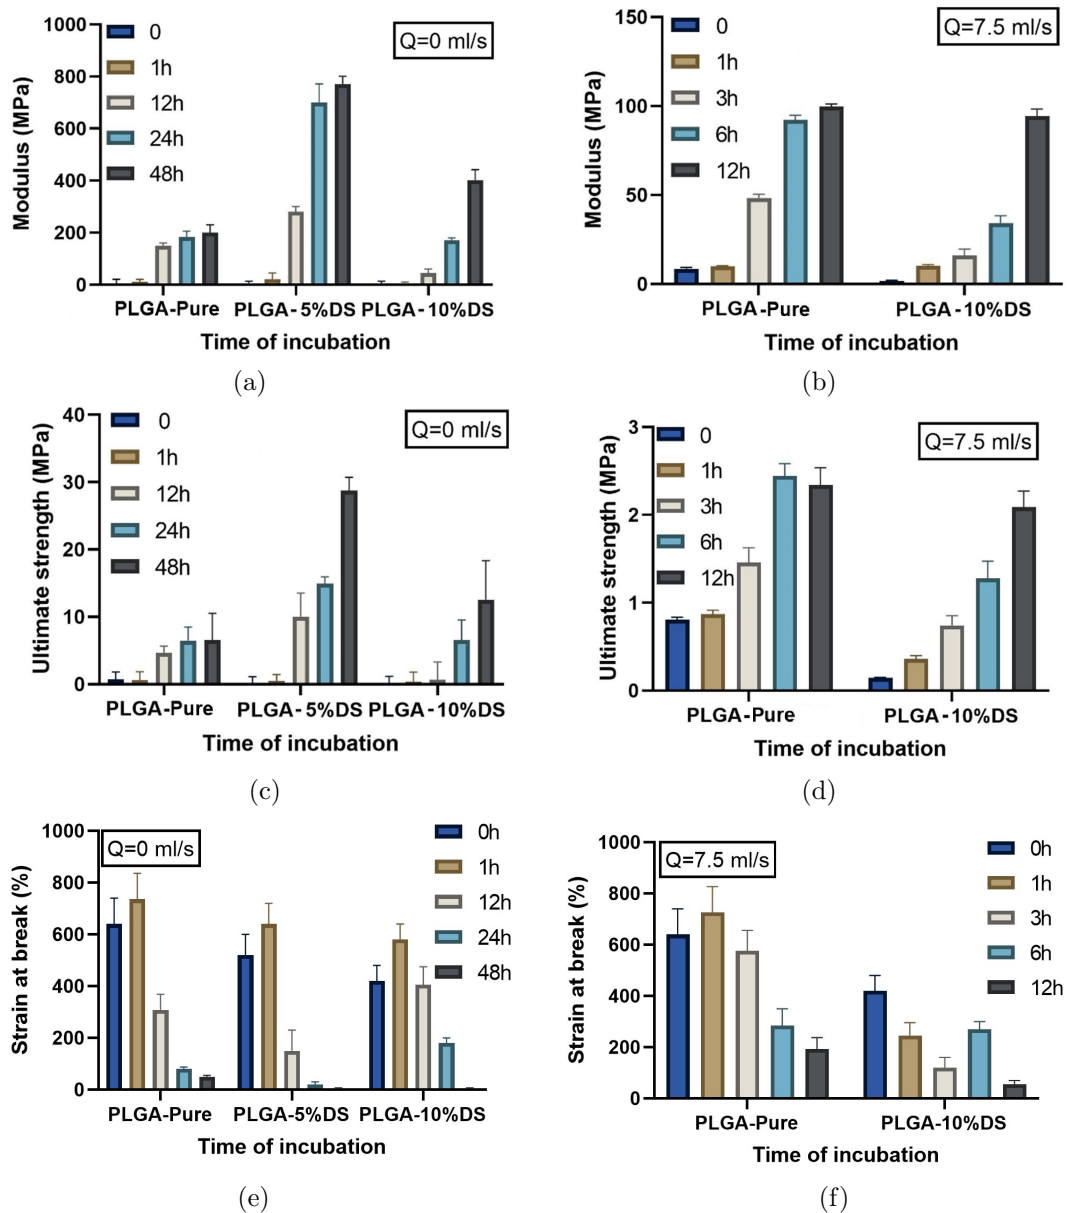 1000
800
600
400
200
0
Modulus (MPa)
0
1h
12h
24h
48h
Q=0 ml/s
PLGA-Pure PLGA-5%DS PLGA-10%DS
Time of incubation
(a)
150
100
50
0
Modulus (MPa)
0
1h
3h
6h
12h
Q=7.5 ml/s
PLGA-Pure PLGA-10%DS
Time of incubation
(b)
40
30
20
10
0
Ultimate strength (MPa)
0
1h
12h
24h
48h
Q=0 ml/s
PLGA-Pure PLGA-5%DS PLGA-10%DS
Time of incubation
(c)
3
2
1
0
Ultimate strength (MPa)
0
1h
3h
6h
12h
Q=7.5 ml/s
PLGA-Pure PLGA-10%DS
Time of incubation
(d)
1000
800
600
400
200
0
Strain at break (%)
Q=0 ml/s
0h
1h
12h
24h
48h
PLGA-Pure PLGA-5%DS PLGA-10%DS
Time of incubation
(e)
1000
800
600
400
200
0
Strain at break (%)
Q=7.5 ml/s
0h
1h
3h
6h
12h
PLGA-Pure PLGA-10%DS
Time of incubation
(f)